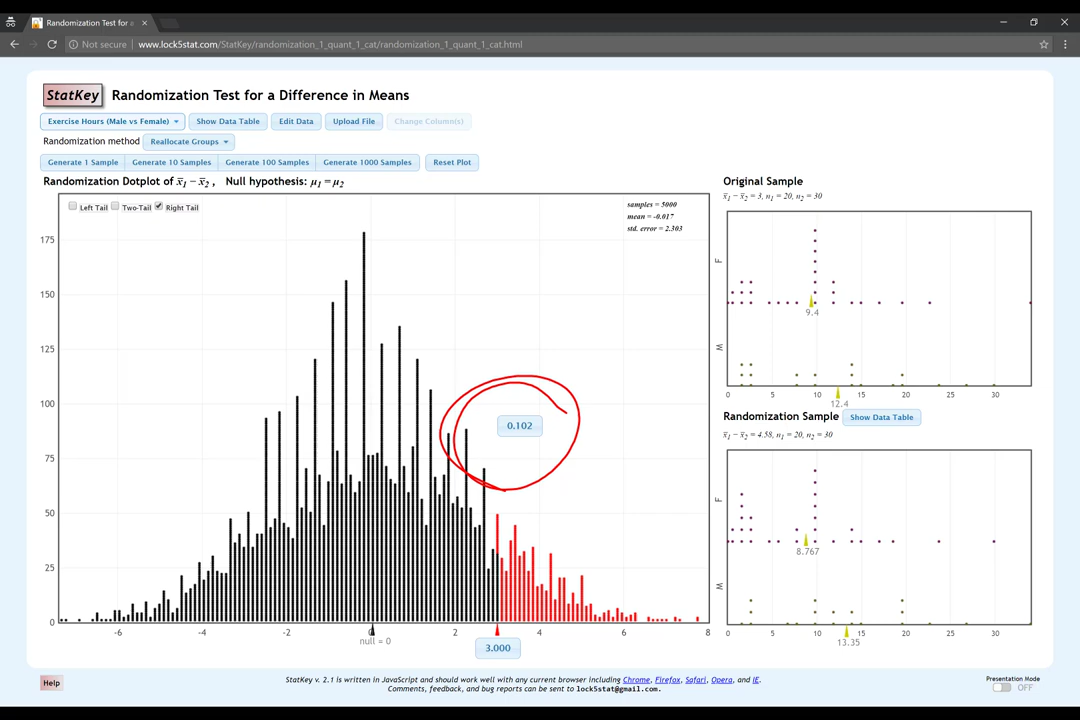 Randomization Test for a
Not secure | www.lock5stat.com/StatKey/randomization_1_quant_1_cat/randomization_1_quant_1_cat.html
StatKey Randomization Test for a Difference in Means
Exercise Hours (Male vs Female) Show Data Table Edit Data Upload File Change Column(s)
Randomization method Reallocate Groups
Generate 1 Sample Generate 10 Samples Generate 100 Samples Generate 1000 Samples Reset Plot
Randomization Dotplot of x̅₁ − x̅₂ , Null hypothesis: μ₁ = μ₂
Left Tail Two-Tail Right Tail
samples = 5000
mean = -0.017
std. error = 2.303
175
150
125
100
75
50
25
0
0.102
-6 -4 -2 0 2 4 6 8
null = 0
3.000
Original Sample
x̅₁ − x̅₂ = 3, n₁ = 20, n₂ = 30
F
9.4
M
0 5 10 15 20 25 30
12.4
Randomization Sample Show Data Table
x̅₁ − x̅₂ = 4.58, n₁ = 20, n₂ = 30
F
8.767
M
0 5 10 15 20 25 30
13.35
Help
StatKey v. 2.1 is written in JavaScript and should work well with any current browser including Chrome, Firefox, Safari, Opera, and IE.
Comments, feedback, and bug reports can be sent to lock5stat@gmail.com.
Presentation Mode
OFF